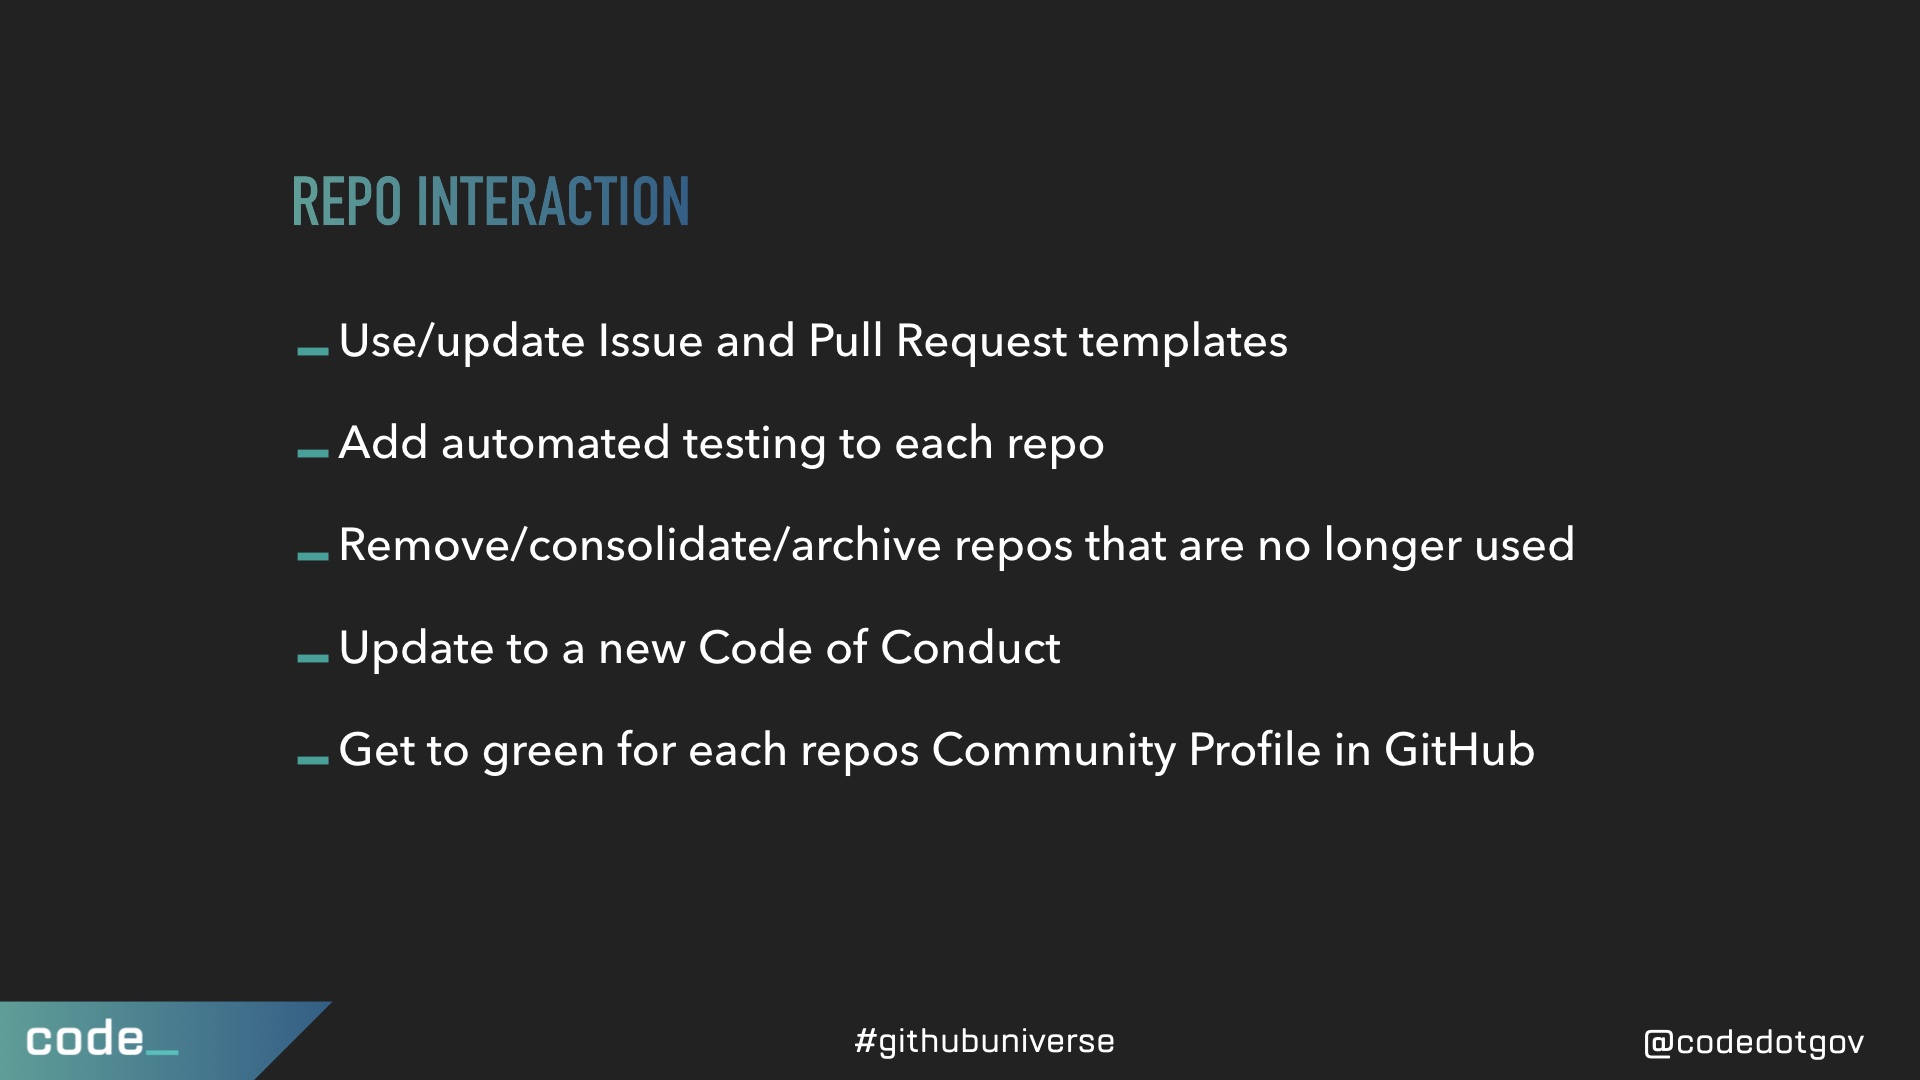 REPO INTERACTION
Use/update Issue and Pull Request templates
Add automated testing to each repo
Remove/consolidate/archive repos that are no longer used
Update to a new Code of Conduct
Get to green for each repos Community Profile in GitHub
code_
#githubuniverse
@codedotgov